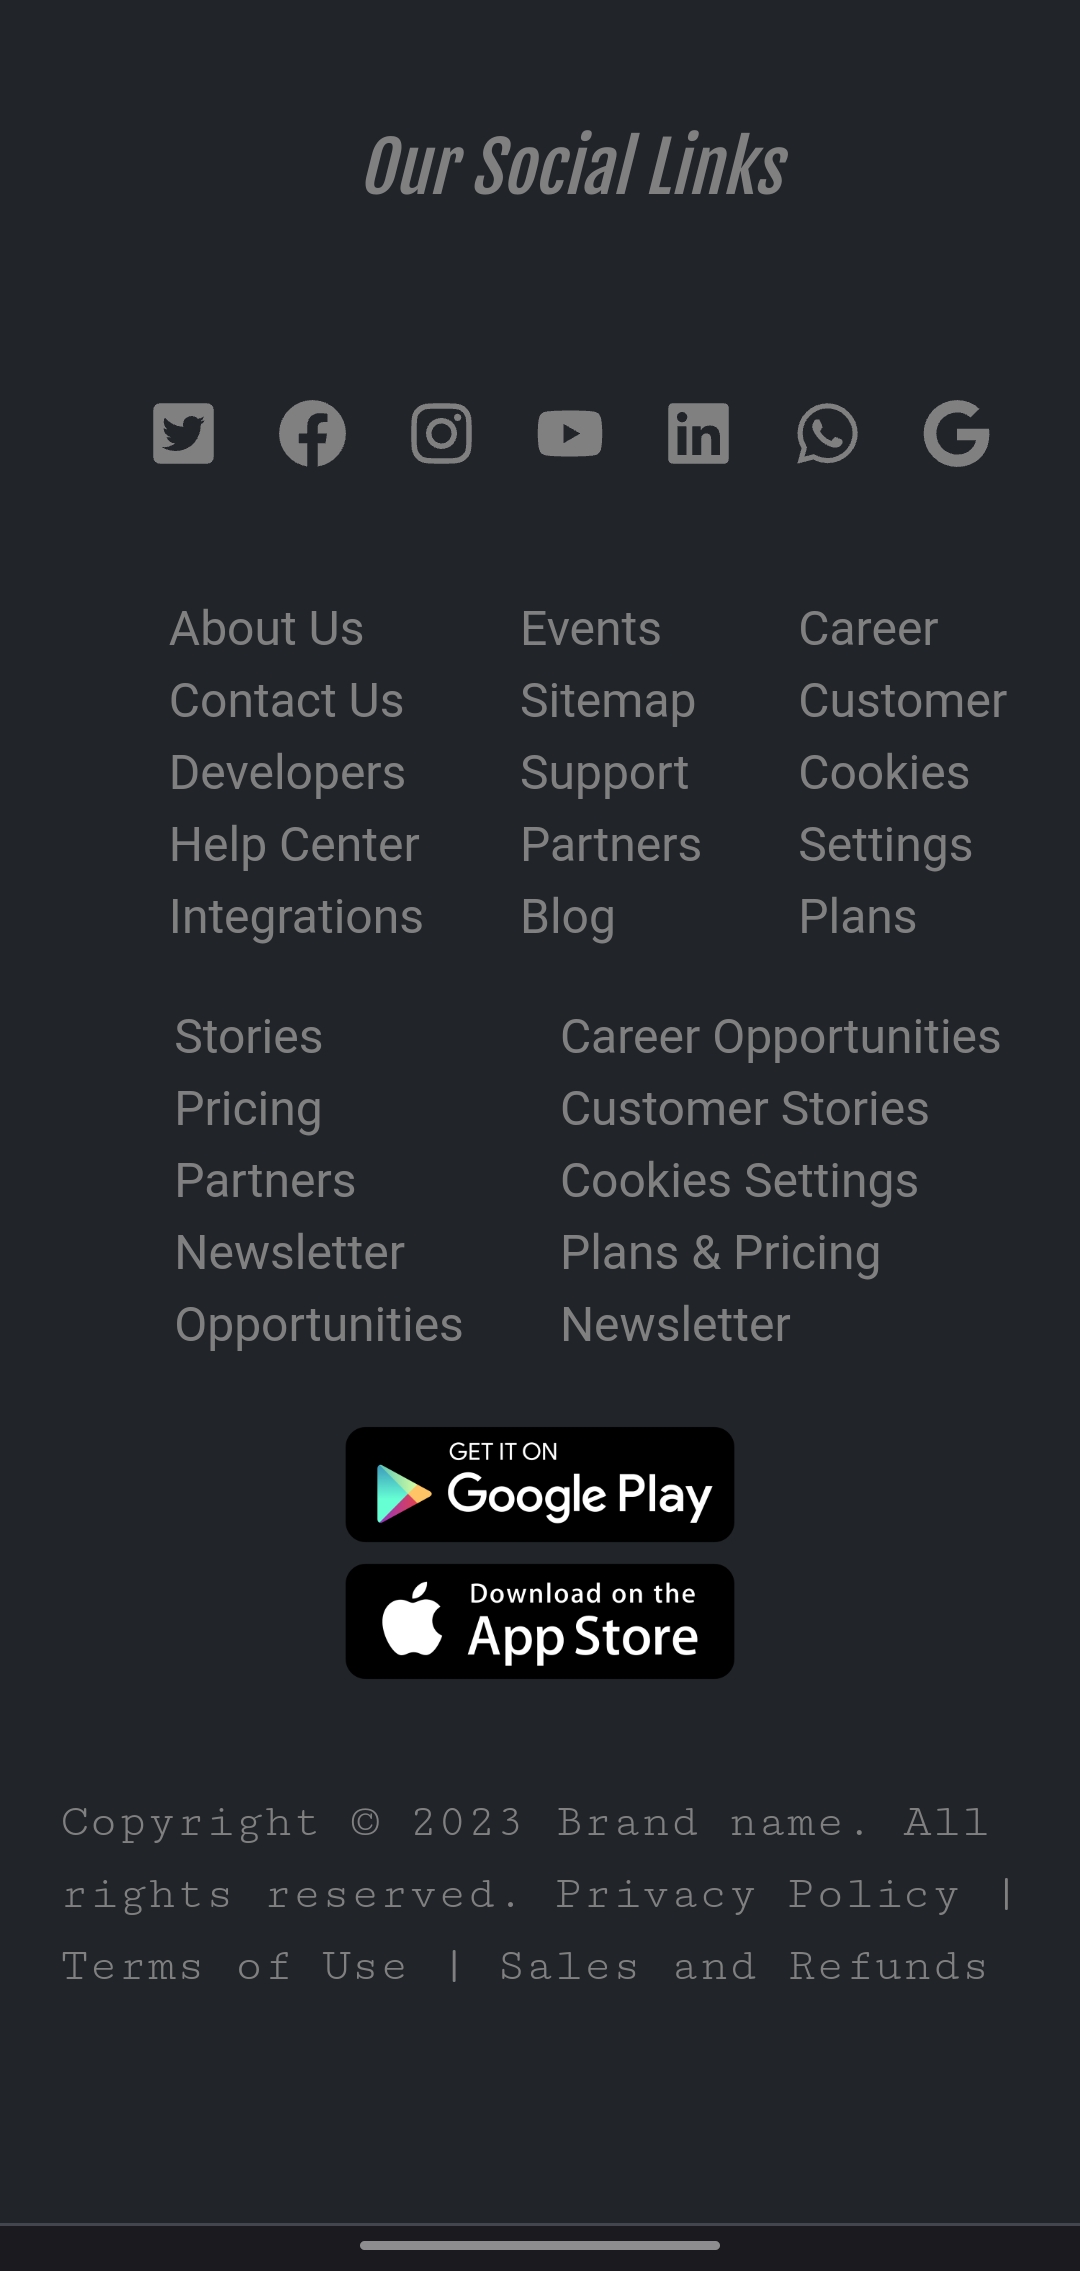 Our Social Links
About Us Events Career
Contact Us Sitemap Customer
Developers Support Cookies
Help Center Partners Settings
Integrations Blog Plans
Stories Career Opportunities
Pricing Customer Stories
Partners Cookies Settings
Newsletter Plans & Pricing
Opportunities Newsletter
GET IT ON
Google Play
Download on the
App Store
Copyright © 2023 Brand name. All
rights reserved. Privacy Policy |
Terms of Use | Sales and Refunds